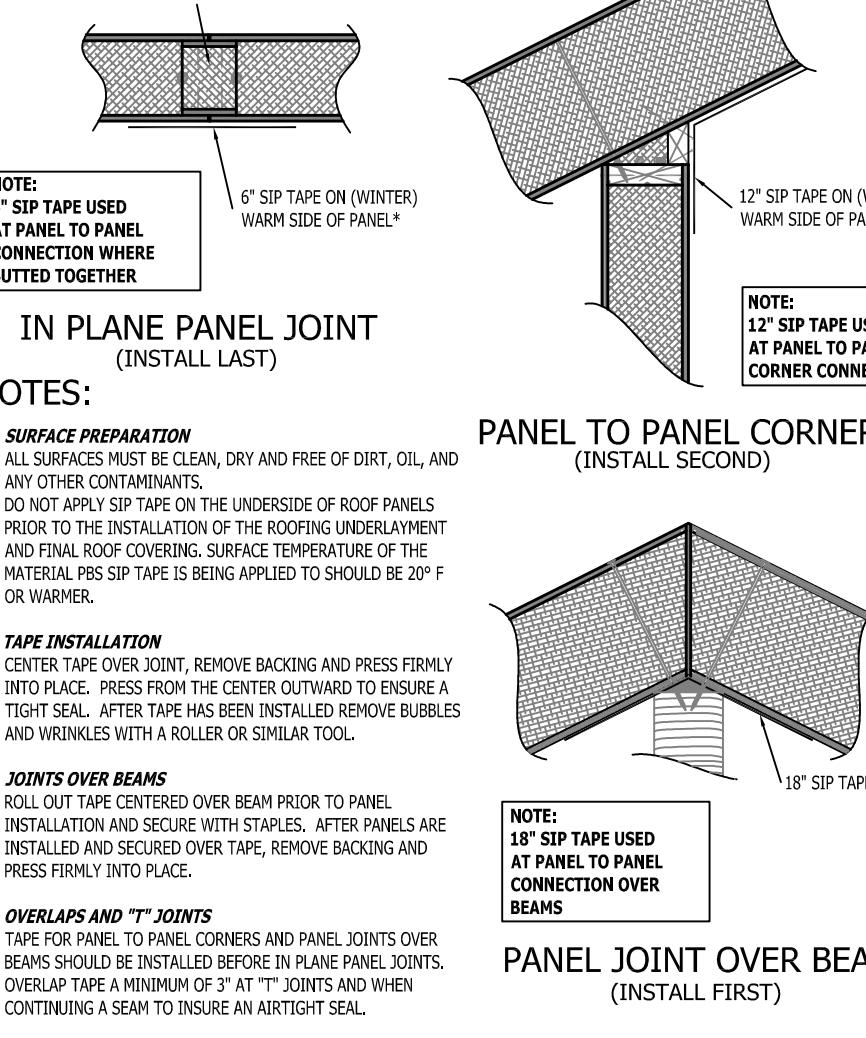 6" SIP TAPE ON (WINTER)
WARM SIDE OF PANEL*
NOTE:
6" SIP TAPE USED
AT PANEL TO PANEL
CONNECTION WHERE
BUTTED TOGETHER
IN PLANE PANEL JOINT
(INSTALL LAST)
12" SIP TAPE ON
WARM SIDE OF
NOTE:
12" SIP TAPE
AT PANEL TO
CORNER
PANEL TO PANEL CORNER
(INSTALL SECOND)
NOTES:
SURFACE PREPARATION
ALL SURFACES MUST BE CLEAN, DRY AND FREE OF DIRT, OIL, AND
ANY OTHER CONTAMINANTS.
DO NOT APPLY SIP TAPE ON THE UNDERSIDE OF ROOF PANELS
PRIOR TO THE INSTALLATION OF THE ROOFING UNDERLAYMENT
AND FINAL ROOF COVERING. SURFACE TEMPERATURE OF THE
MATERIAL PBS SIP TAPE IS BEING APPLIED TO SHOULD BE 20° F
OR WARMER.
TAPE INSTALLATION
CENTER TAPE OVER JOINT, REMOVE BACKING AND PRESS FIRMLY
INTO PLACE. PRESS FROM THE CENTER OUTWARD TO ENSURE A
TIGHT SEAL. AFTER TAPE HAS BEEN INSTALLED REMOVE BUBBLES
AND WRINKLES WITH A ROLLER OR SIMILAR TOOL.
JOINTS OVER BEAMS
ROLL OUT TAPE CENTERED OVER BEAM PRIOR TO PANEL
INSTALLATION AND SECURE WITH STAPLES. AFTER PANELS ARE
INSTALLED AND SECURED OVER TAPE, REMOVE BACKING AND
PRESS FIRMLY INTO PLACE.
OVERLAPS AND "T" JOINTS
TAPE FOR PANEL TO PANEL CORNERS AND PANEL JOINTS OVER
BEAMS SHOULD BE INSTALLED BEFORE IN PLANE PANEL JOINTS.
OVERLAP TAPE A MINIMUM OF 3" AT "T" JOINTS AND WHEN
CONTINUING A SEAM TO INSURE AN AIRTIGHT SEAL.
18" SIP TAPE
NOTE:
18" SIP TAPE USED
AT PANEL TO PANEL
CONNECTION OVER
BEAMS
PANEL JOINT OVER
(INSTALL FIRST)